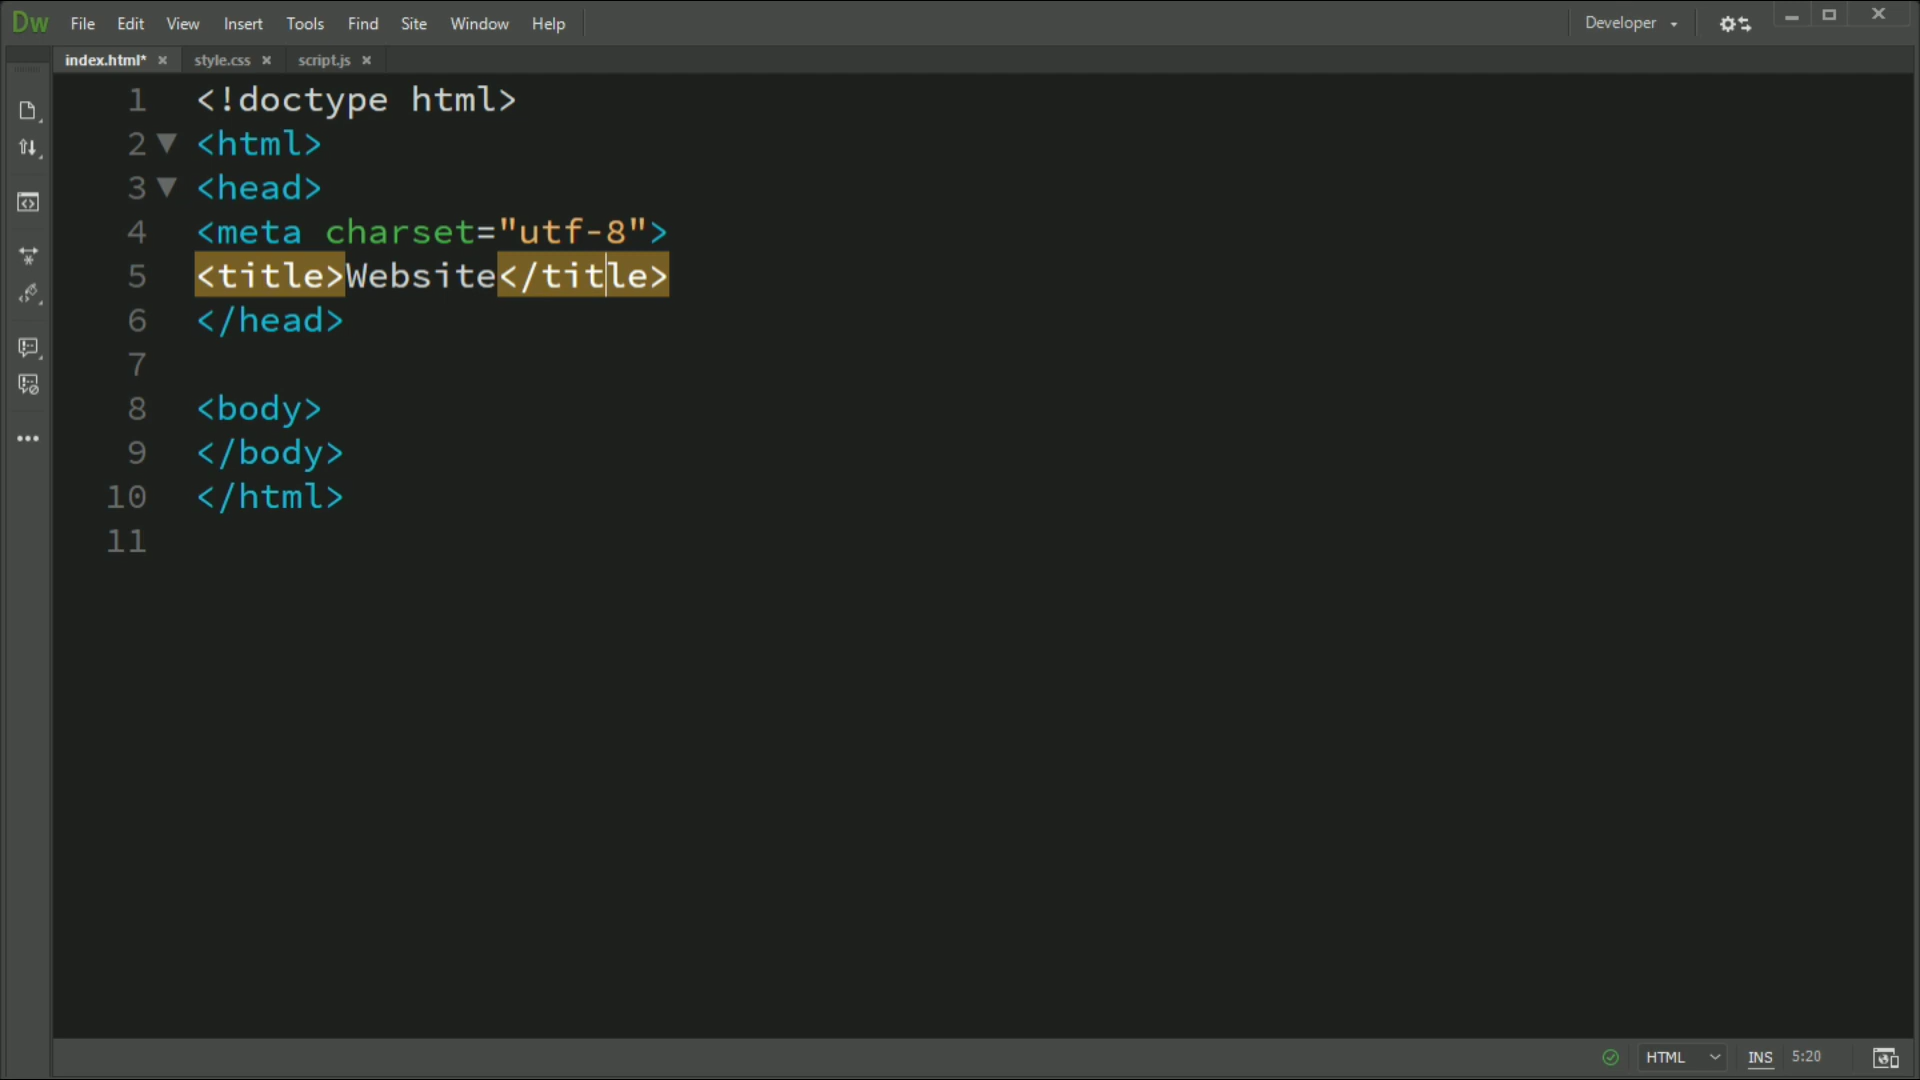 Dw File Edit View Insert Tools Find Site Window Help Developer
index.html* style.css script.js
1 <!doctype html>
2 <html>
3 <head>
4 <meta charset="utf-8">
5 <title>Website</title>
6 </head>
7
8 <body>
9 </body>
10 </html>
11
HTML INS 5:20